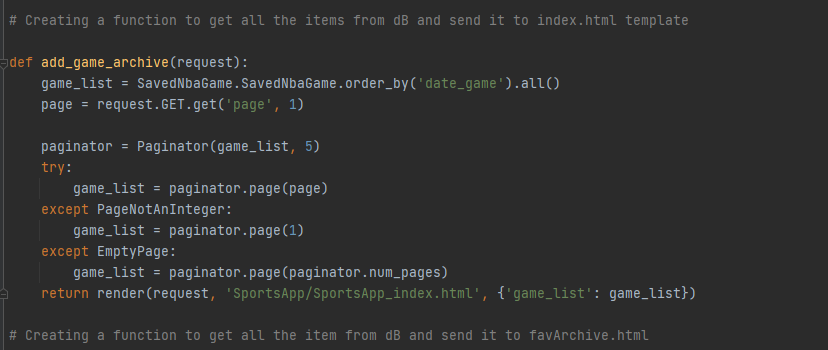 # Creating a function to get all the items from dB and send it to index.html template
def add_game_archive(request):
game_list = SavedNbaGame.SavedNbaGame.order_by('date_game').all()
page = request.GET.get('page', 1)
paginator = Paginator(game_list, 5)
try:
game_list = paginator.page(page)
except PageNotAnInteger:
game_list = paginator.page(1)
except EmptyPage:
game_list = paginator.page(paginator.num_pages)
return render(request, 'SportsApp/SportsApp_index.html', {'game_list': game_list})
# Creating a function to get all the item from dB and send it to favArchive.html